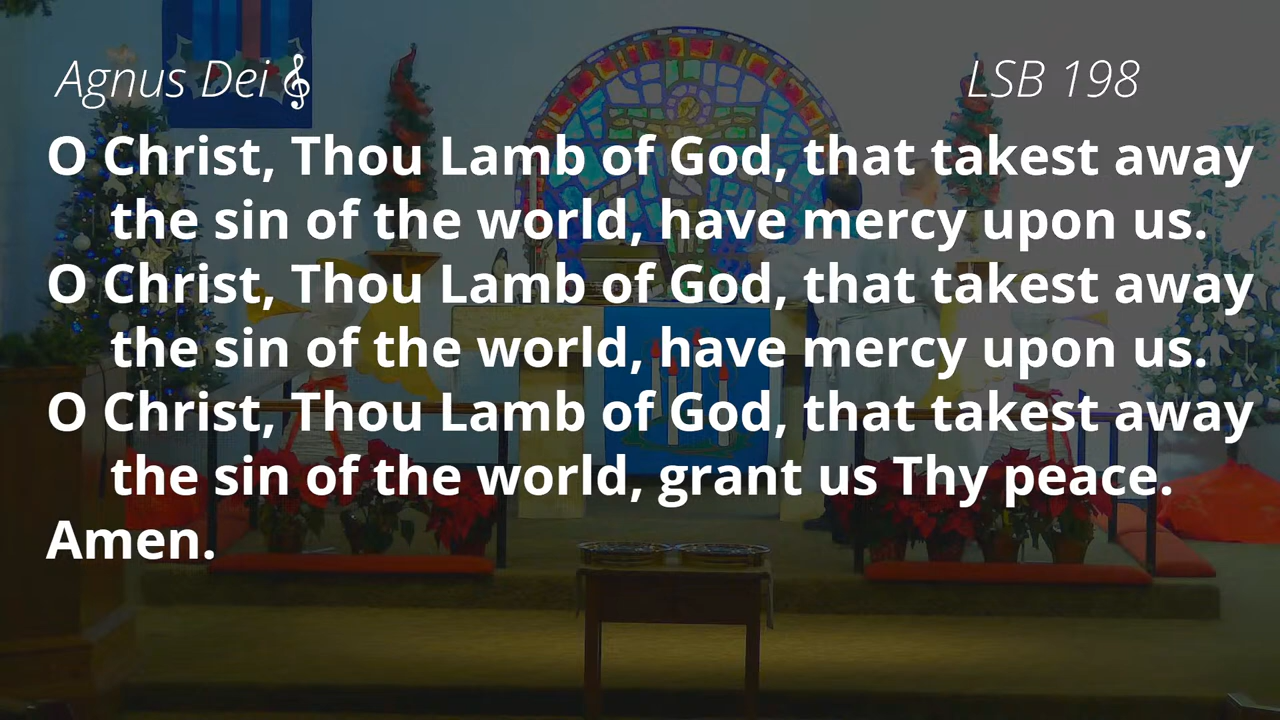 Agnus Dei 𝄞 LSB 198
O Christ, Thou Lamb of God, that takest away
the sin of the world, have mercy upon us.
O Christ, Thou Lamb of God, that takest away
the sin of the world, have mercy upon us.
O Christ, Thou Lamb of God, that takest away
the sin of the world, grant us Thy peace.
Amen.